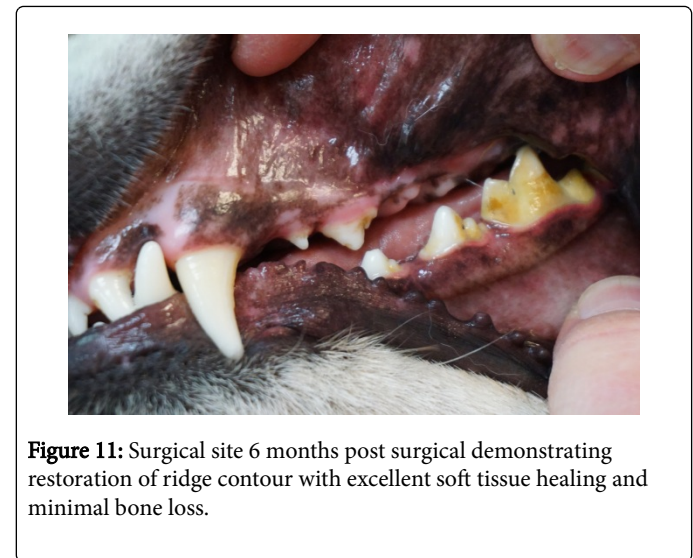 Figure 11: Surgical site 6 months post surgical demonstrating
restoration of ridge contour with excellent soft tissue healing and
minimal bone loss.